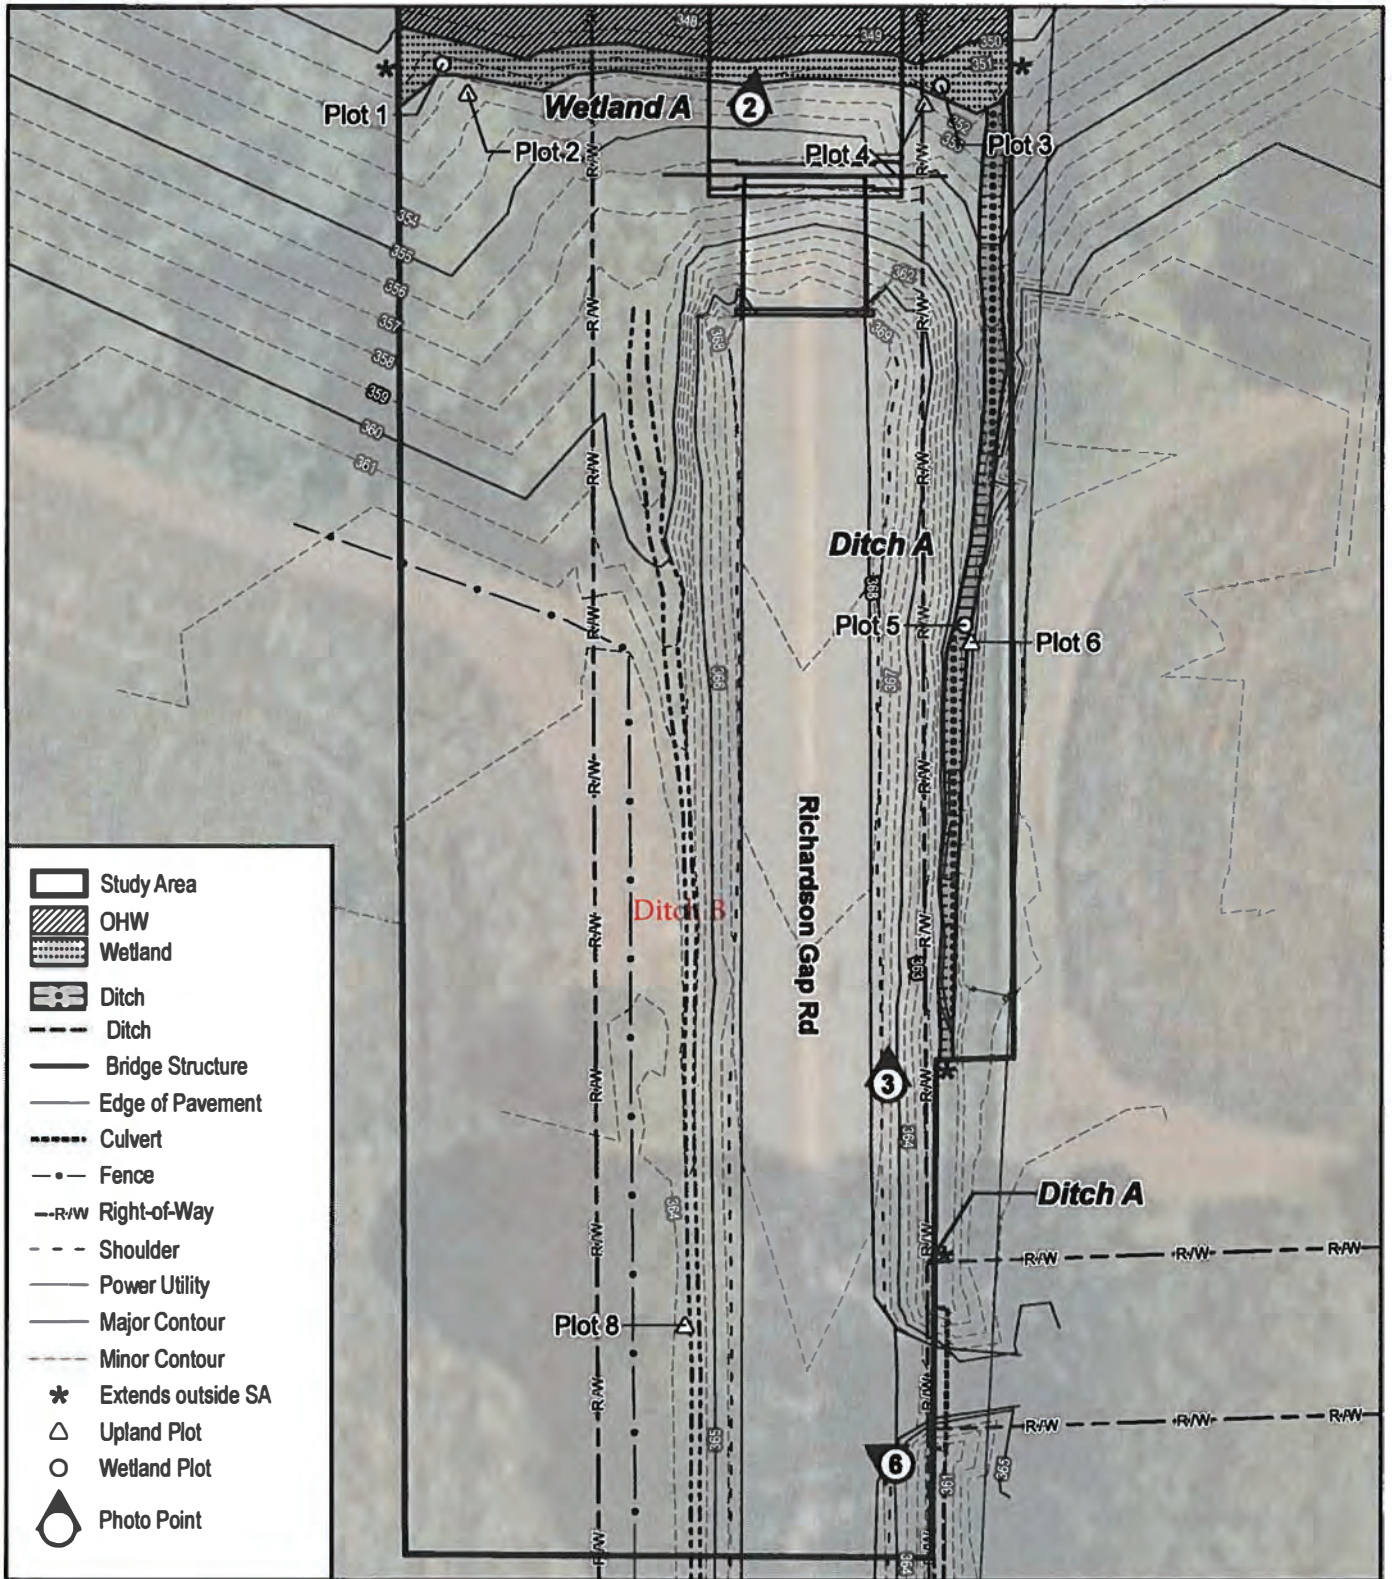 348
349
350
351
Plot 1
Wetland A
2
352
353
Plot 2
R/W
Plot 4
R/W
Plot 3
354
355
356
362
R/W
R/W
357
368
369
358
359
360
361
R/W
R/W
Ditch A
368
R/W
Plot 5
R/W
Plot 6
366
367
R/W
R/W
Richardson Gap Rd
Ditch B
R/W
R/W
363
R/W
3
R/W
R/W
364
364
Ditch A
R/W
R/W
R/W
R/W
R/W
Plot 8
R/W
R/W
R/W
R/W
R/W
365
6
361
365
R/W
R/W
364
Study Area
OHW
Wetland
Ditch
Ditch
Bridge Structure
Edge of Pavement
Culvert
Fence
R/W Right-of-Way
Shoulder
Power Utility
Major Contour
Minor Contour
Extends outside SA
Upland Plot
Wetland Plot
Photo Point